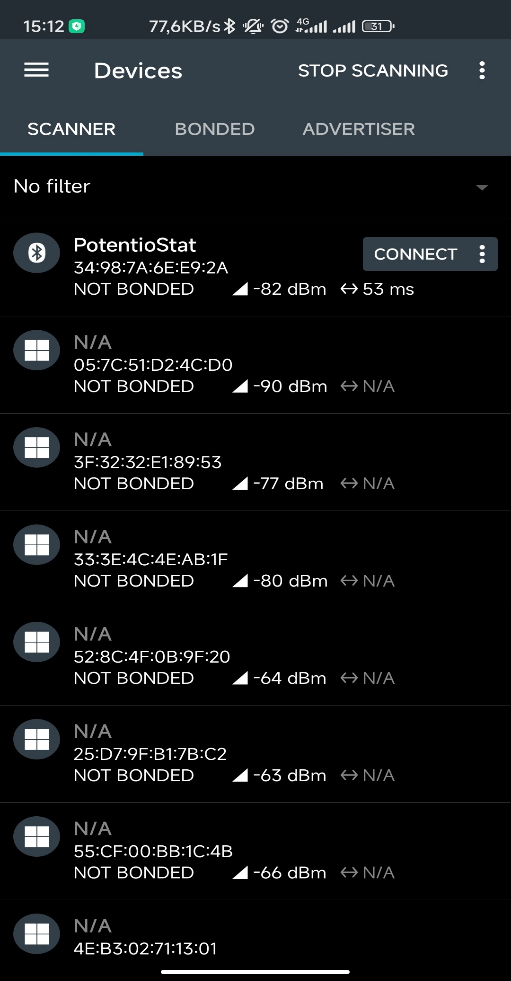 15:12 77,6KB/s 4G 31
Devices STOP SCANNING
SCANNER BONDED ADVERTISER
No filter
PotentioStat
CONNECT
34:98:7A:6E:E9:2A
NOT BONDED -82 dBm 53 ms
N/A
05:7C:51:D2:4C:D0
NOT BONDED -90 dBm N/A
N/A
3F:32:32:E1:89:53
NOT BONDED -77 dBm N/A
N/A
33:3E:4C:4E:AB:1F
NOT BONDED -80 dBm N/A
N/A
52:8C:4F:0B:9F:20
NOT BONDED -64 dBm N/A
N/A
25:D7:9F:B1:7B:C2
NOT BONDED -63 dBm N/A
N/A
55:CF:00:BB:1C:4B
NOT BONDED -66 dBm N/A
N/A
4E:B3:02:71:13:01